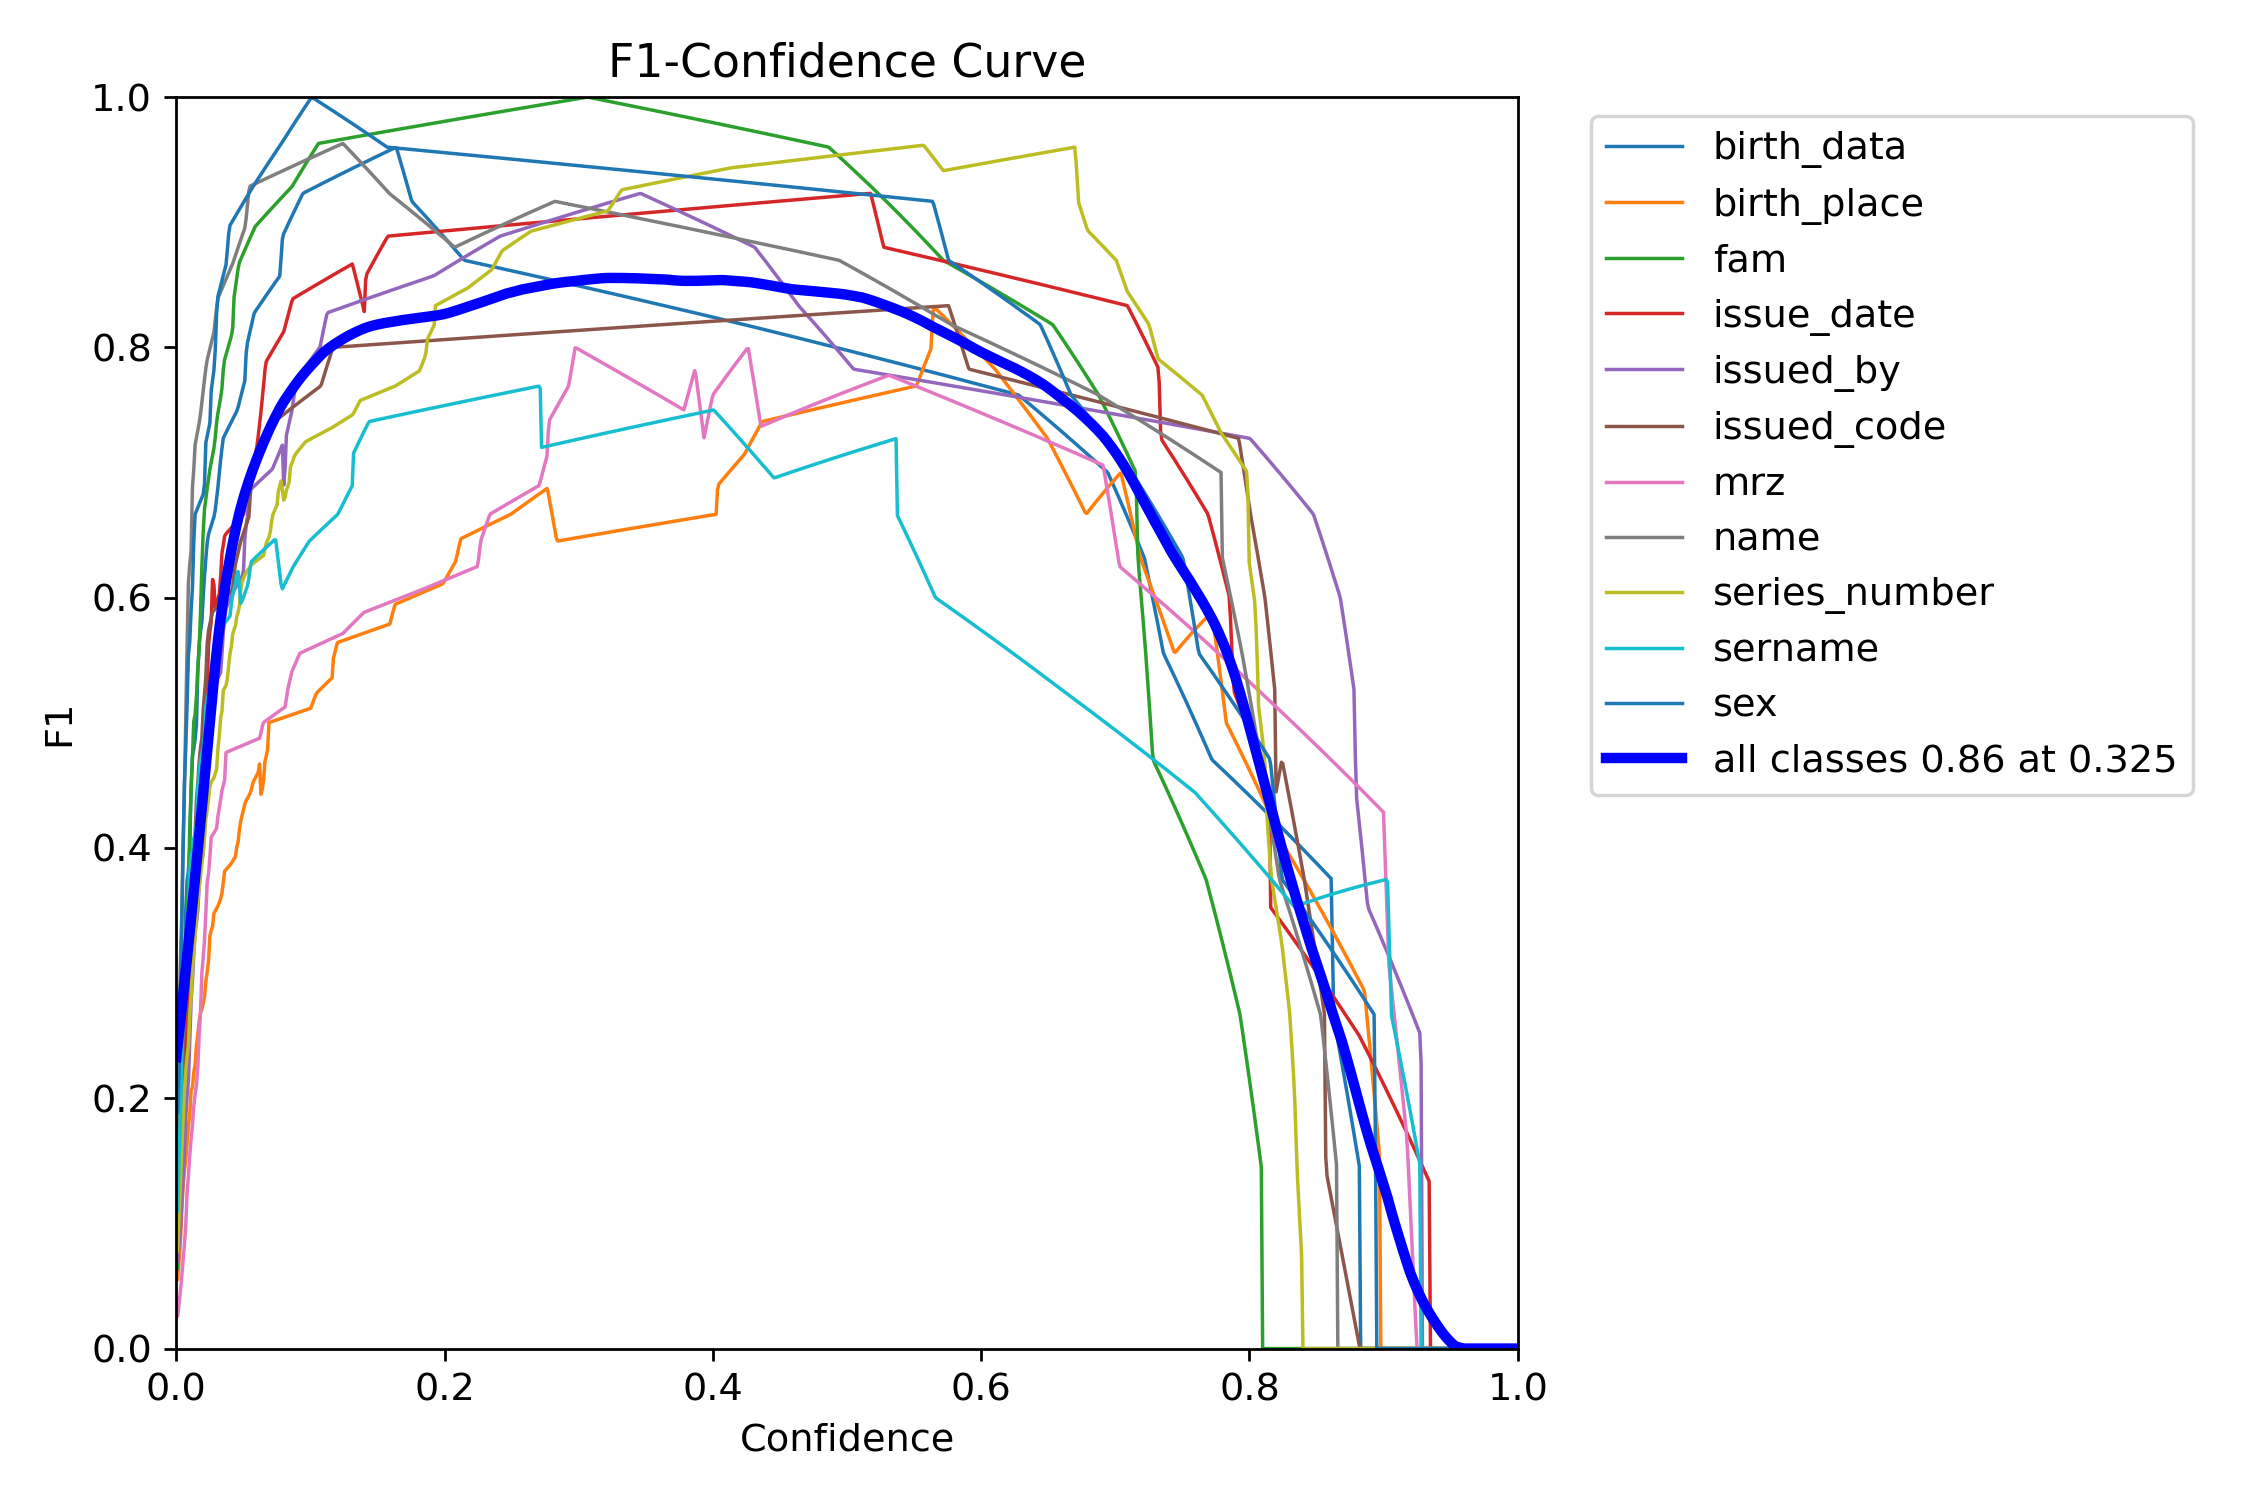 F1-Confidence Curve
1.0
0.8
0.6
0.4
0.2
0.0
F1
0.0 0.2 0.4 0.6 0.8 1.0
Confidence
birth_data
birth_place
fam
issue_date
issued_by
issued_code
mrz
name
series_number
sername
sex
all classes 0.86 at 0.325